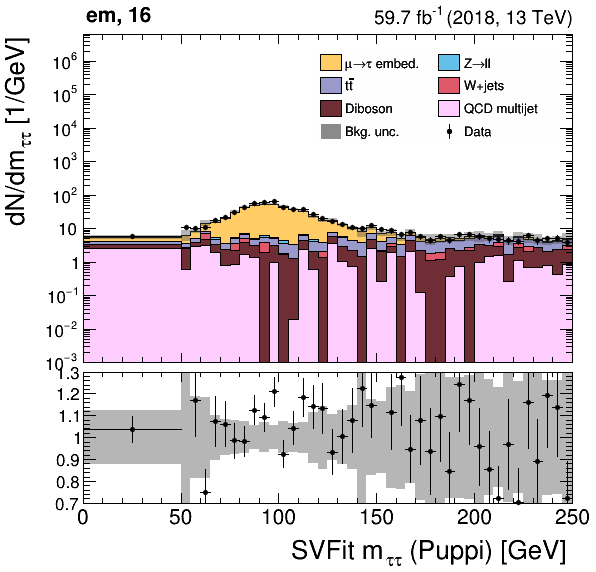 em, 16 59.7 fb⁻¹ (2018, 13 TeV)
dN/dm_ττ [1/GeV]
10⁶
10⁵
10⁴
10³
10²
10
1
10⁻¹
10⁻²
10⁻³
μ→τ embed. Z→ll
tt̄ W+jets
Diboson QCD multijet
Bkg. unc. Data
1.3
1.2
1.1
1
0.9
0.8
0.7
0 50 100 150 200 250
SVFit m_ττ (Puppi) [GeV]